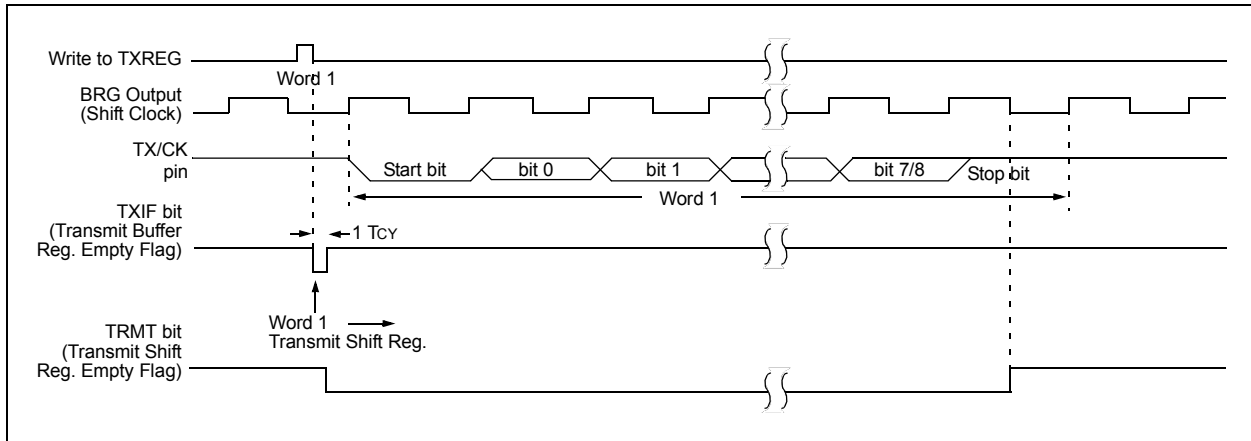 Write to TXREG
Word 1
BRG Output
(Shift Clock)
TX/CK
pin
Start bit
bit 0
bit 1
bit 7/8
Stop bit
Word 1
TXIF bit
(Transmit Buffer
Reg. Empty Flag)
1 TCY
Word 1
Transmit Shift Reg.
TRMT bit
(Transmit Shift
Reg. Empty Flag)